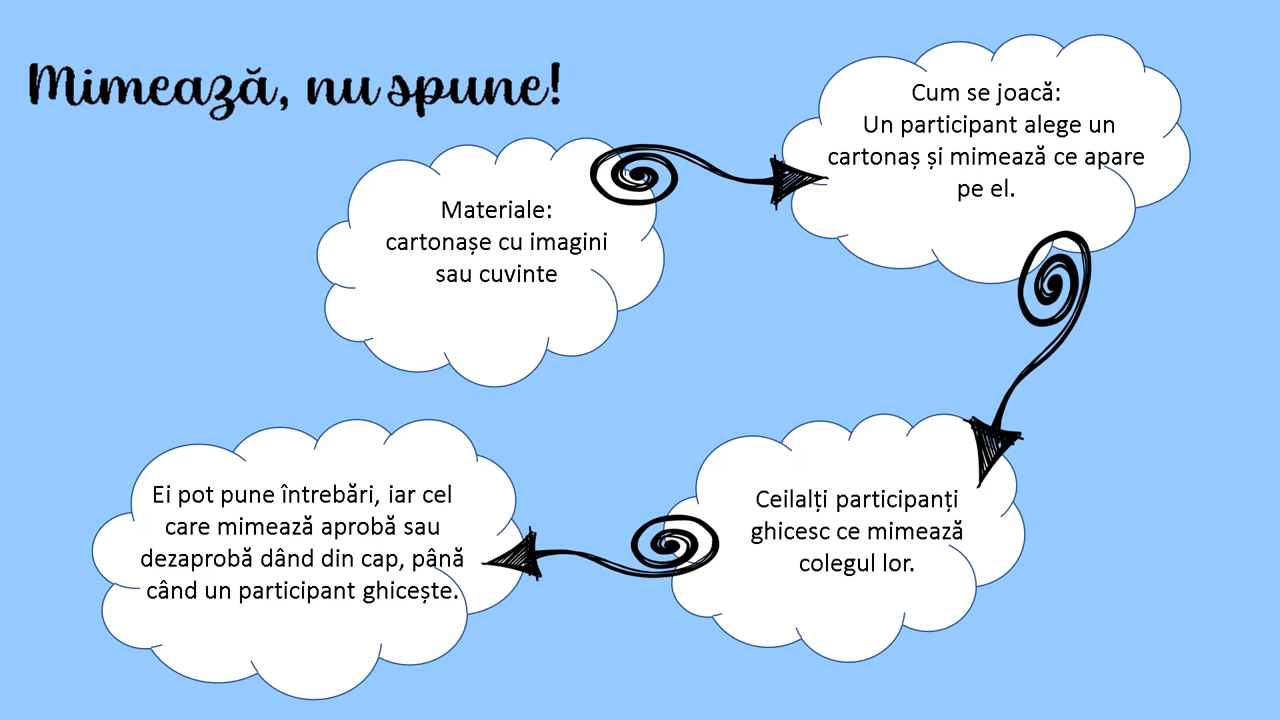 Mimează, nu spune!
Materiale:
cartonașe cu imagini
sau cuvinte
Cum se joacă:
Un participant alege un
cartonaș și mimează ce apare
pe el.
Ceilalți participanți
ghicesc ce mimează
colegul lor.
Ei pot pune întrebări, iar cel
care mimează aprobă sau
dezaprobă dând din cap, până
când un participant ghicește.